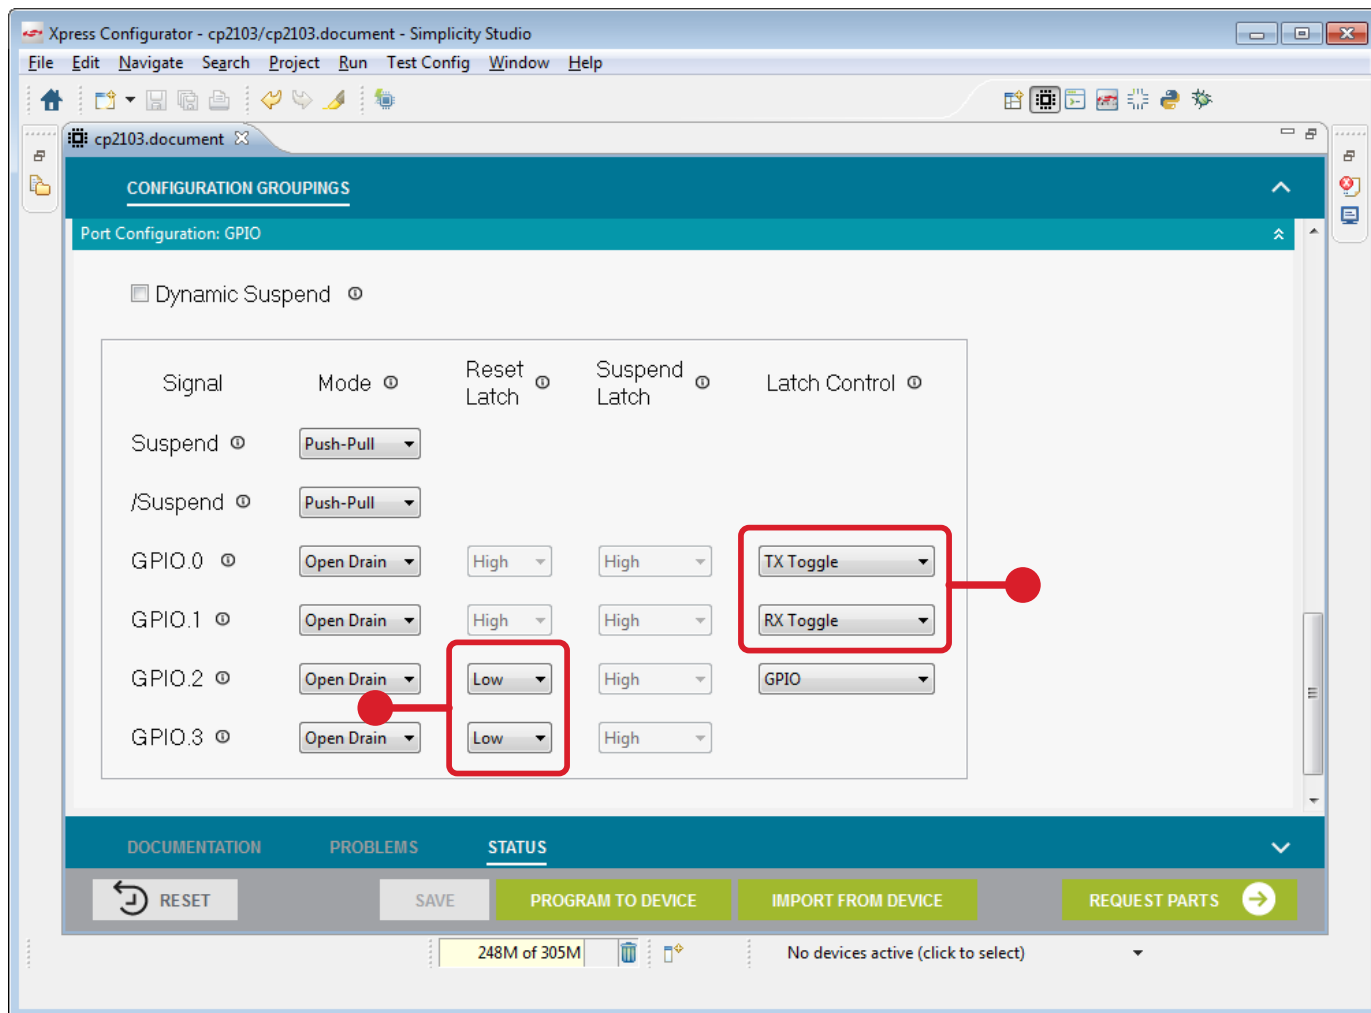 Xpress Configurator - cp2103/cp2103.document - Simplicity Studio
File Edit Navigate Search Project Run Test Config Window Help
cp2103.document
CONFIGURATION GROUPINGS
Port Configuration: GPIO
Dynamic Suspend
Signal Mode Reset Latch Suspend Latch Latch Control
Suspend Push-Pull
/Suspend Push-Pull
GPIO.0 Open Drain High High TX Toggle
GPIO.1 Open Drain High High RX Toggle
GPIO.2 Open Drain Low High GPIO
GPIO.3 Open Drain Low High
DOCUMENTATION PROBLEMS STATUS
RESET SAVE PROGRAM TO DEVICE IMPORT FROM DEVICE REQUEST PARTS
248M of 305M No devices active (click to select)